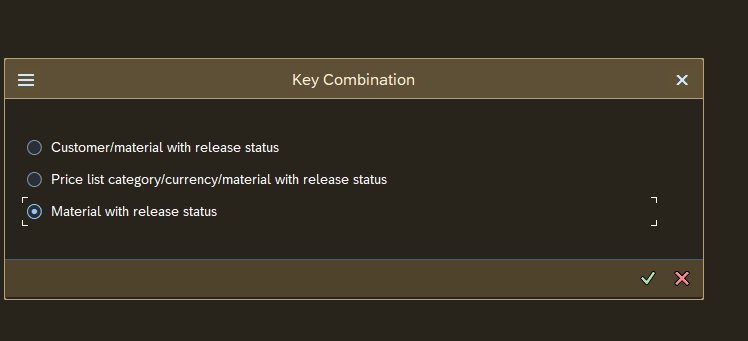 Key Combination
Customer/material with release status
Price list category/currency/material with release status
Material with release status